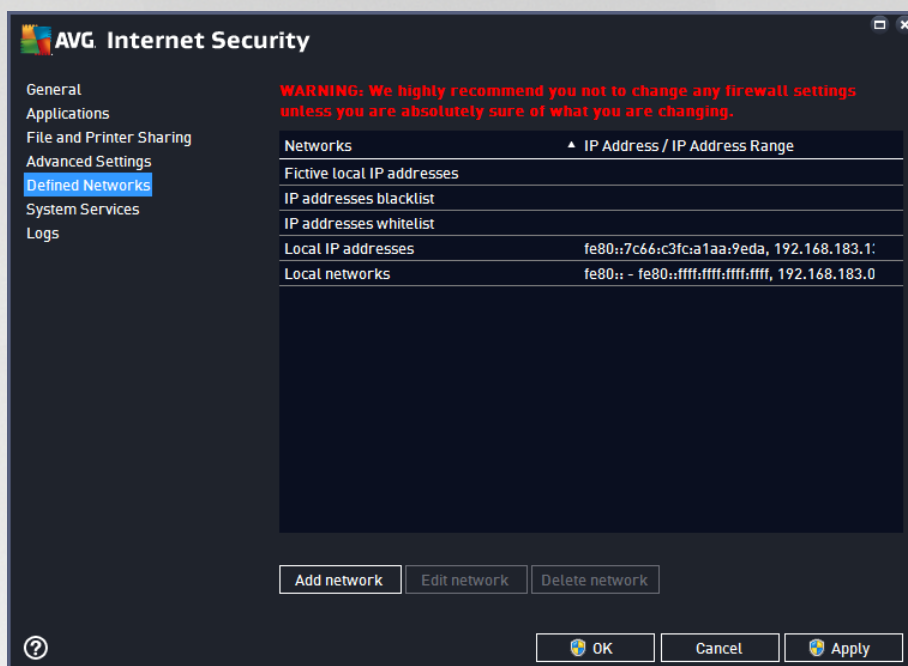 AVG Internet Security
General
Applications
File and Printer Sharing
Advanced Settings
Defined Networks
System Services
Logs
WARNING: We highly recommend you not to change any firewall settings
unless you are absolutely sure of what you are changing.
Networks IP Address / IP Address Range
Fictive local IP addresses
IP addresses blacklist
IP addresses whitelist
Local IP addresses fe80::7c66:c3fc:a1aa:9eda, 192.168.183.1
Local networks fe80:: - fe80::ffff:ffff:ffff:ffff, 192.168.183.0
Add network Edit network Delete network
OK Cancel Apply